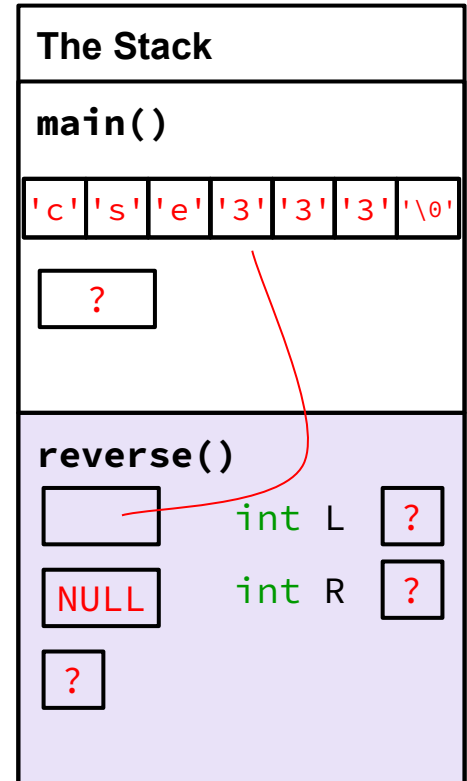 The Stack
main()
'c' 's' 'e' '3' '3' '3' '\0'
?
reverse()
int L ?
NULL int R ?
?